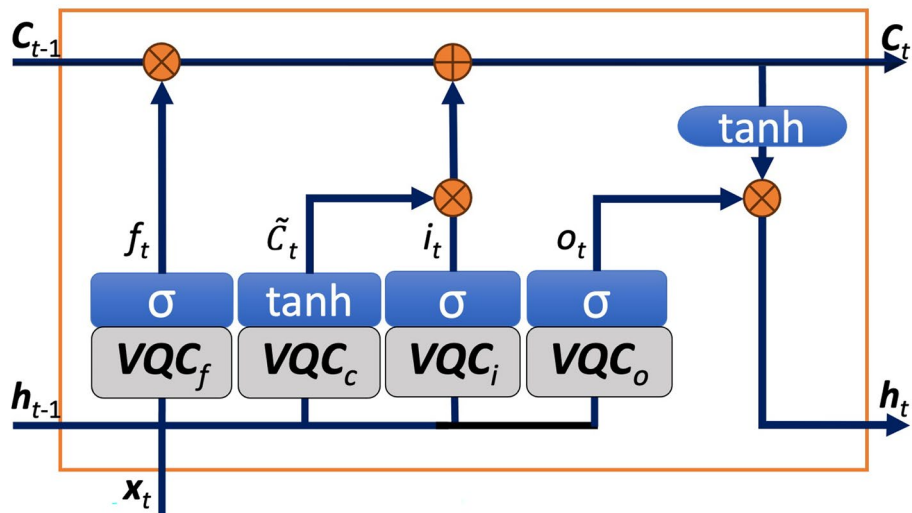 C_{t-1}
C_t
tanh
f_t
C̃_t
i_t
o_t
σ
tanh
σ
σ
VQC_f
VQC_c
VQC_i
VQC_o
h_{t-1}
h_t
x_t